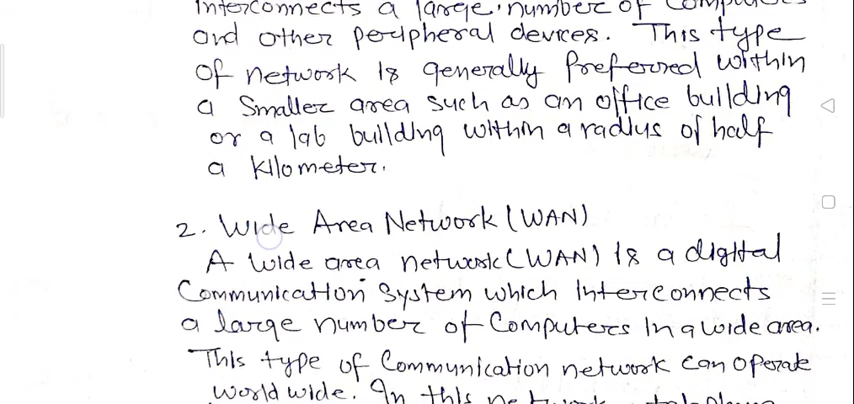 Interconnects a large number of Computers
and other peripheral devices. This type
of network is generally preferred within
a smaller area such as an office building
or a lab building within a radius of half
a kilometer.
2. Wide Area Network (WAN)
A wide area network (WAN) is a digital
Communication system which interconnects
a large number of Computers in a wide area.
This type of Communication network can operate
world wide. In this